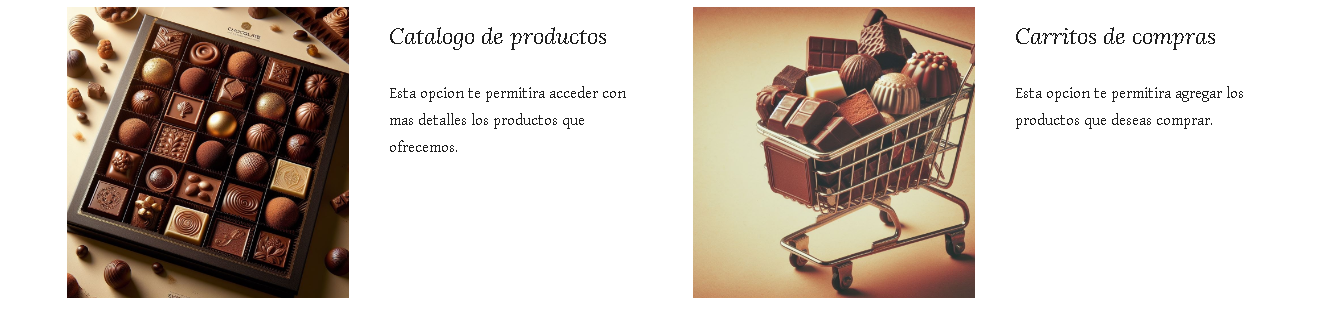 CHOCOLATE
Catalogo de productos
Esta opcion te permitira acceder con
mas detalles los productos que
ofrecemos.
Carritos de compras
Esta opcion te permitira agregar los
productos que deseas comprar.